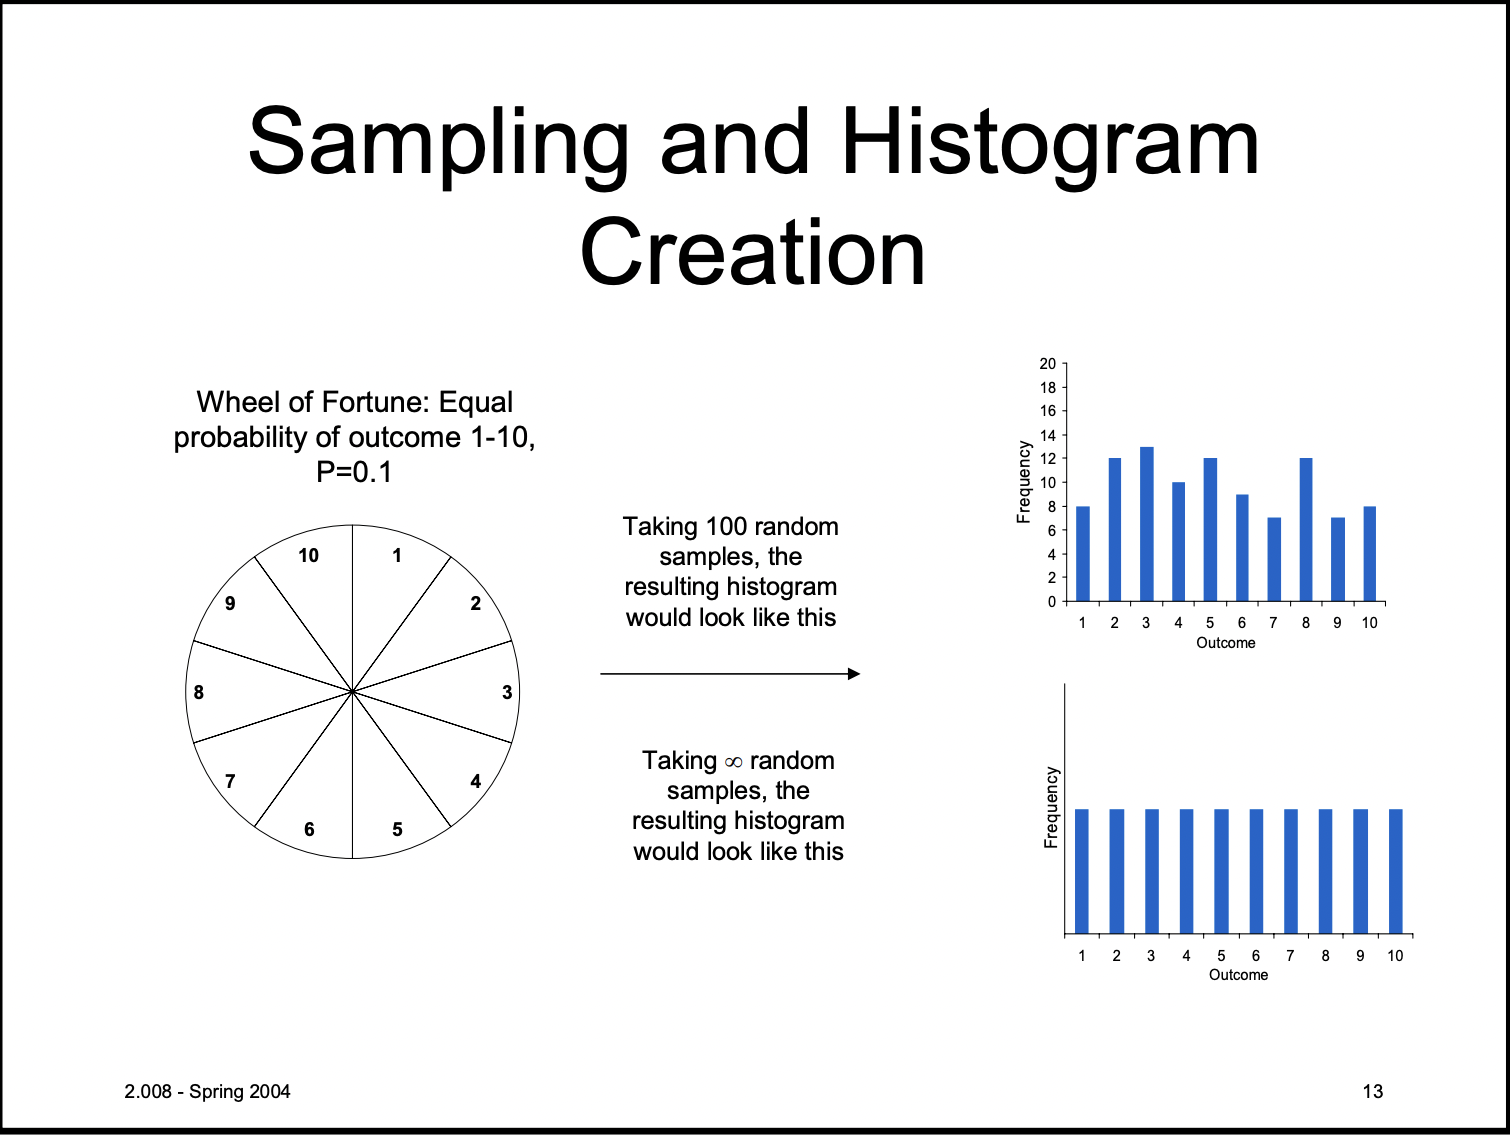 Sampling and Histogram
Creation
Wheel of Fortune: Equal
probability of outcome 1-10,
P=0.1
10
1
9
2
8
3
7
4
6
5
Taking 100 random
samples, the
resulting histogram
would look like this
Taking ∞ random
samples, the
resulting histogram
would look like this
20
18
16
14
12
10
8
6
4
2
0
Frequency
1 2 3 4 5 6 7 8 9 10
Outcome
Frequency
1 2 3 4 5 6 7 8 9 10
Outcome
2.008 - Spring 2004
13